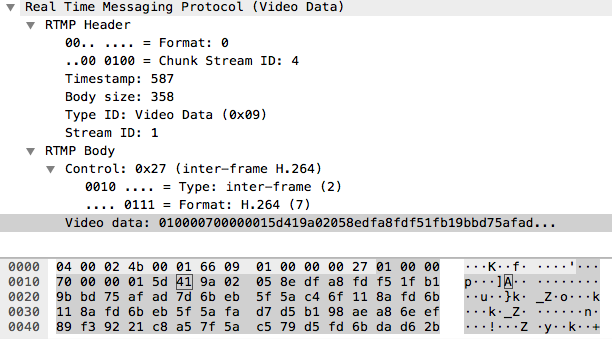 Real Time Messaging Protocol (Video Data)
RTMP Header
00.. .... = Format: 0
..00 0100 = Chunk Stream ID: 4
Timestamp: 587
Body size: 358
Type ID: Video Data (0x09)
Stream ID: 1
RTMP Body
Control: 0x27 (inter-frame H.264)
0010 .... = Type: inter-frame (2)
.... 0111 = Format: H.264 (7)
Video data: 010000700000015d419a02058edfa8fdf51fb19bbd75afad...
0000 04 00 02 4b 00 01 66 09 01 00 00 00 27 01 00 00 ...K..f. ....'...
0010 70 00 00 01 5d 41 9a 02 05 8e df a8 fd f5 1f b1 p...]A.. ........
0020 9b bd 75 af ad 7d 6b eb 5f 5a c4 6f 11 8a fd 6b ..u..}k. _Z.o...k
0030 11 8a fd 6b eb 5f 5a fa d7 d5 b1 98 ae a8 6e ef ...k._Z. ......n.
0040 89 f3 92 21 c8 a5 7f 5a c5 79 d5 fd 6b da d6 2b ...!...Z .y..k..+